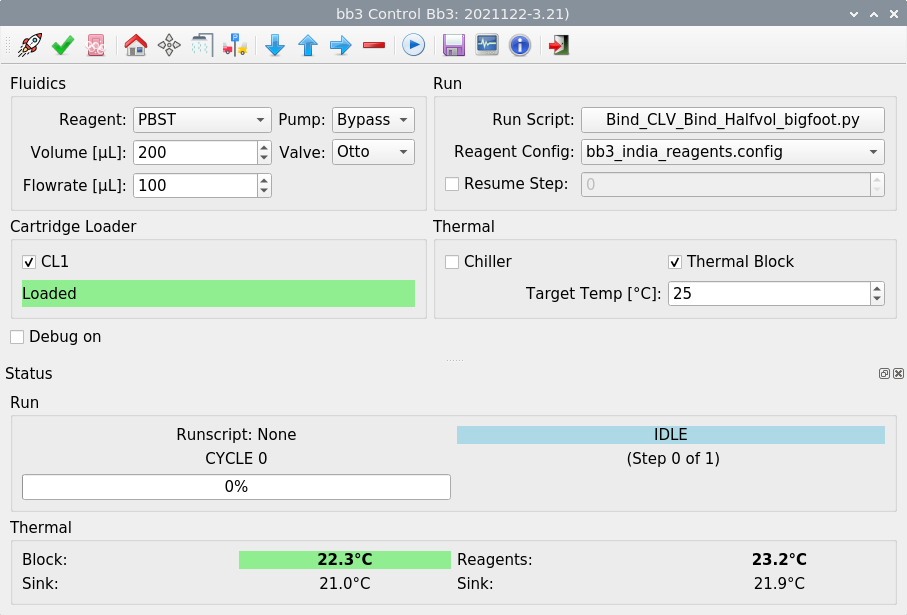 bb3 Control Bb3: 2021122-3.21)
Fluidics
Reagent: PBST Pump: Bypass
Volume [µL]: 200 Valve: Otto
Flowrate [µL]: 100
Run
Run Script: Bind_CLV_Bind_Halfvol_bigfoot.py
Reagent Config: bb3_india_reagents.config
Resume Step: 0
Cartridge Loader
CL1
Loaded
Thermal
Chiller Thermal Block
Target Temp [°C]: 25
Debug on
Status
Run
Runscript: None IDLE
CYCLE 0 (Step 0 of 1)
0%
Thermal
Block: 22.3°C Reagents: 23.2°C
Sink: 21.0°C Sink: 21.9°C